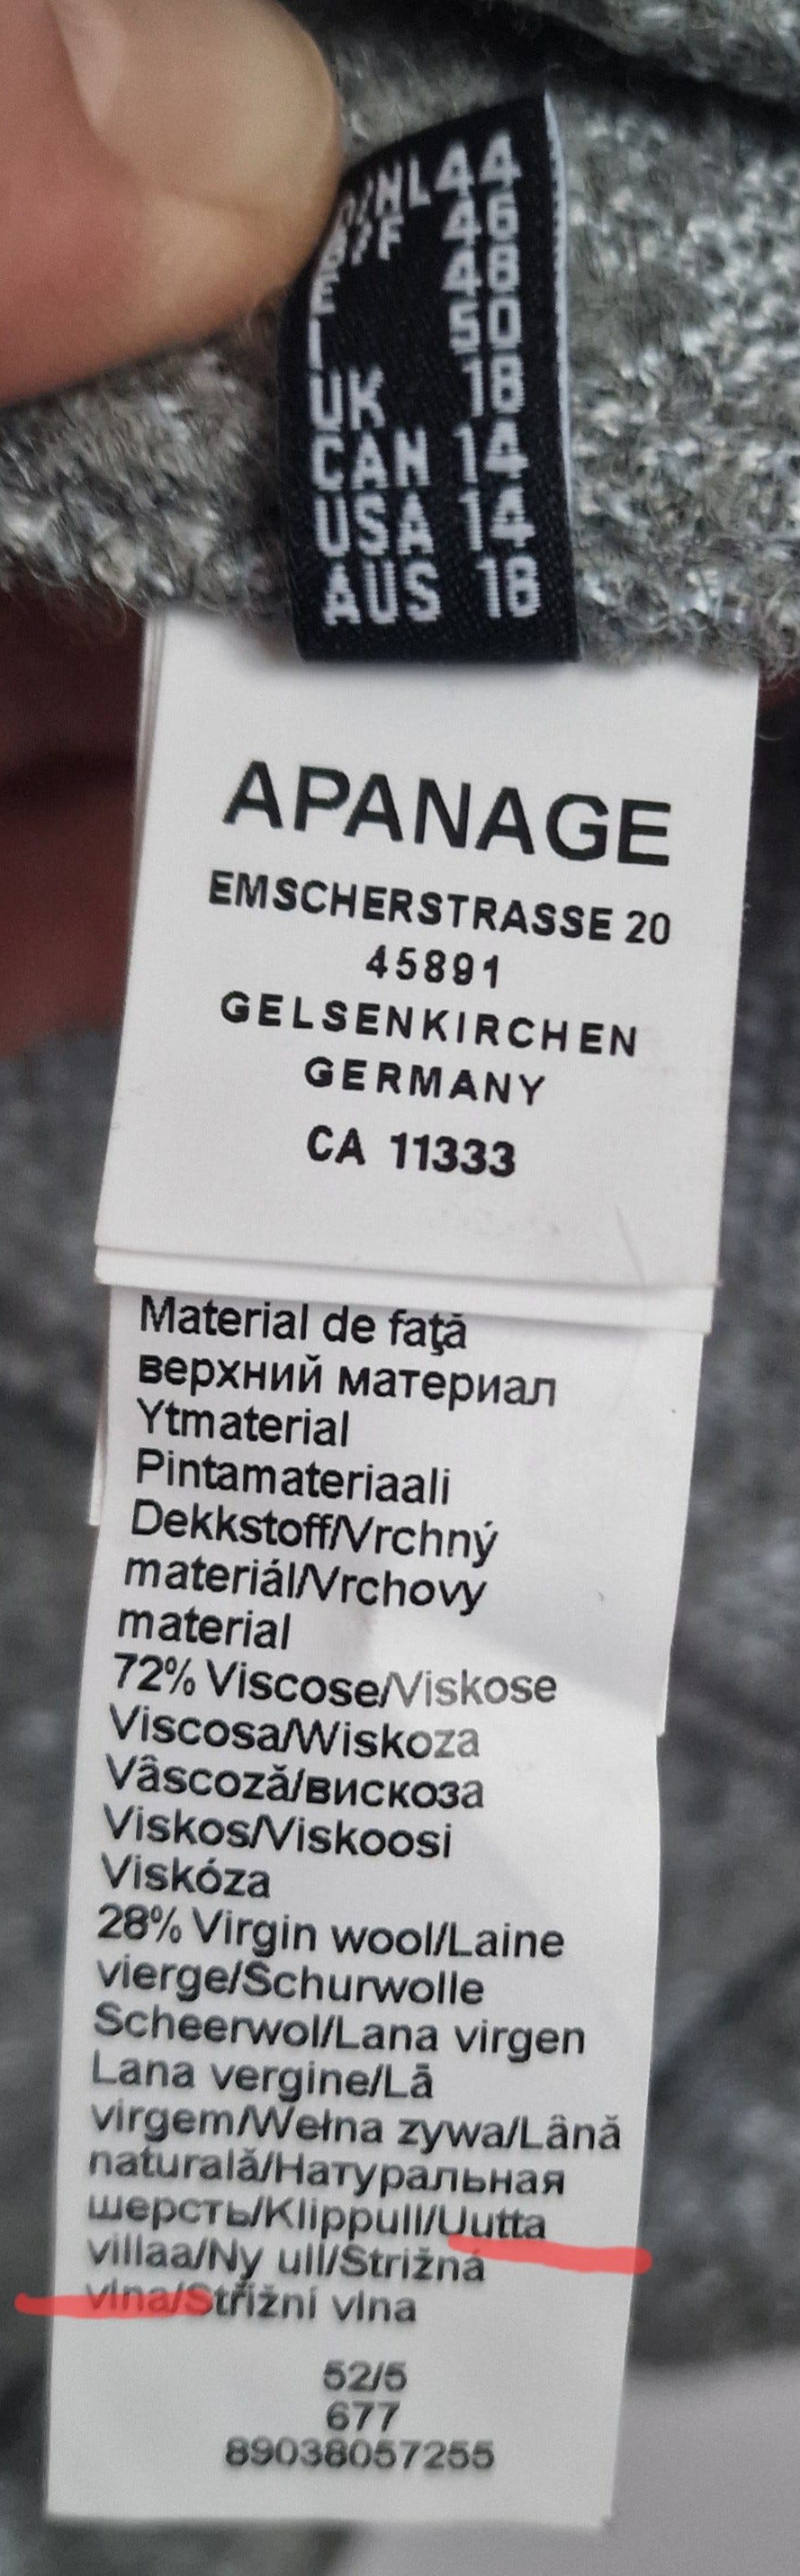 NL 44
F 46
E 48
I 50
UK 18
CAN 14
USA 14
AUS 18
APANAGE
EMSCHERSTRASSE 20
45891
GELSENKIRCHEN
GERMANY
CA 11333
Material de faţă
верхний материал
Ytmaterial
Pintamateriaali
Dekkstoff/Vrchný
materiál/Vrchovy
material
72% Viscose/Viskose
Viscosa/Wiskoza
Vâscoză/вискоза
Viskos/Viskoosi
Viskóza
28% Virgin wool/Laine
vierge/Schurwolle
Scheerwol/Lana virgen
Lana vergine/Lã
virgem/Wełna zywa/Lână
naturală/Натуральная
шерсть/Klippull/Uutta
villaa/Ny ull/Strižná
vlna/Střižní vlna
52/5
677
89038057255